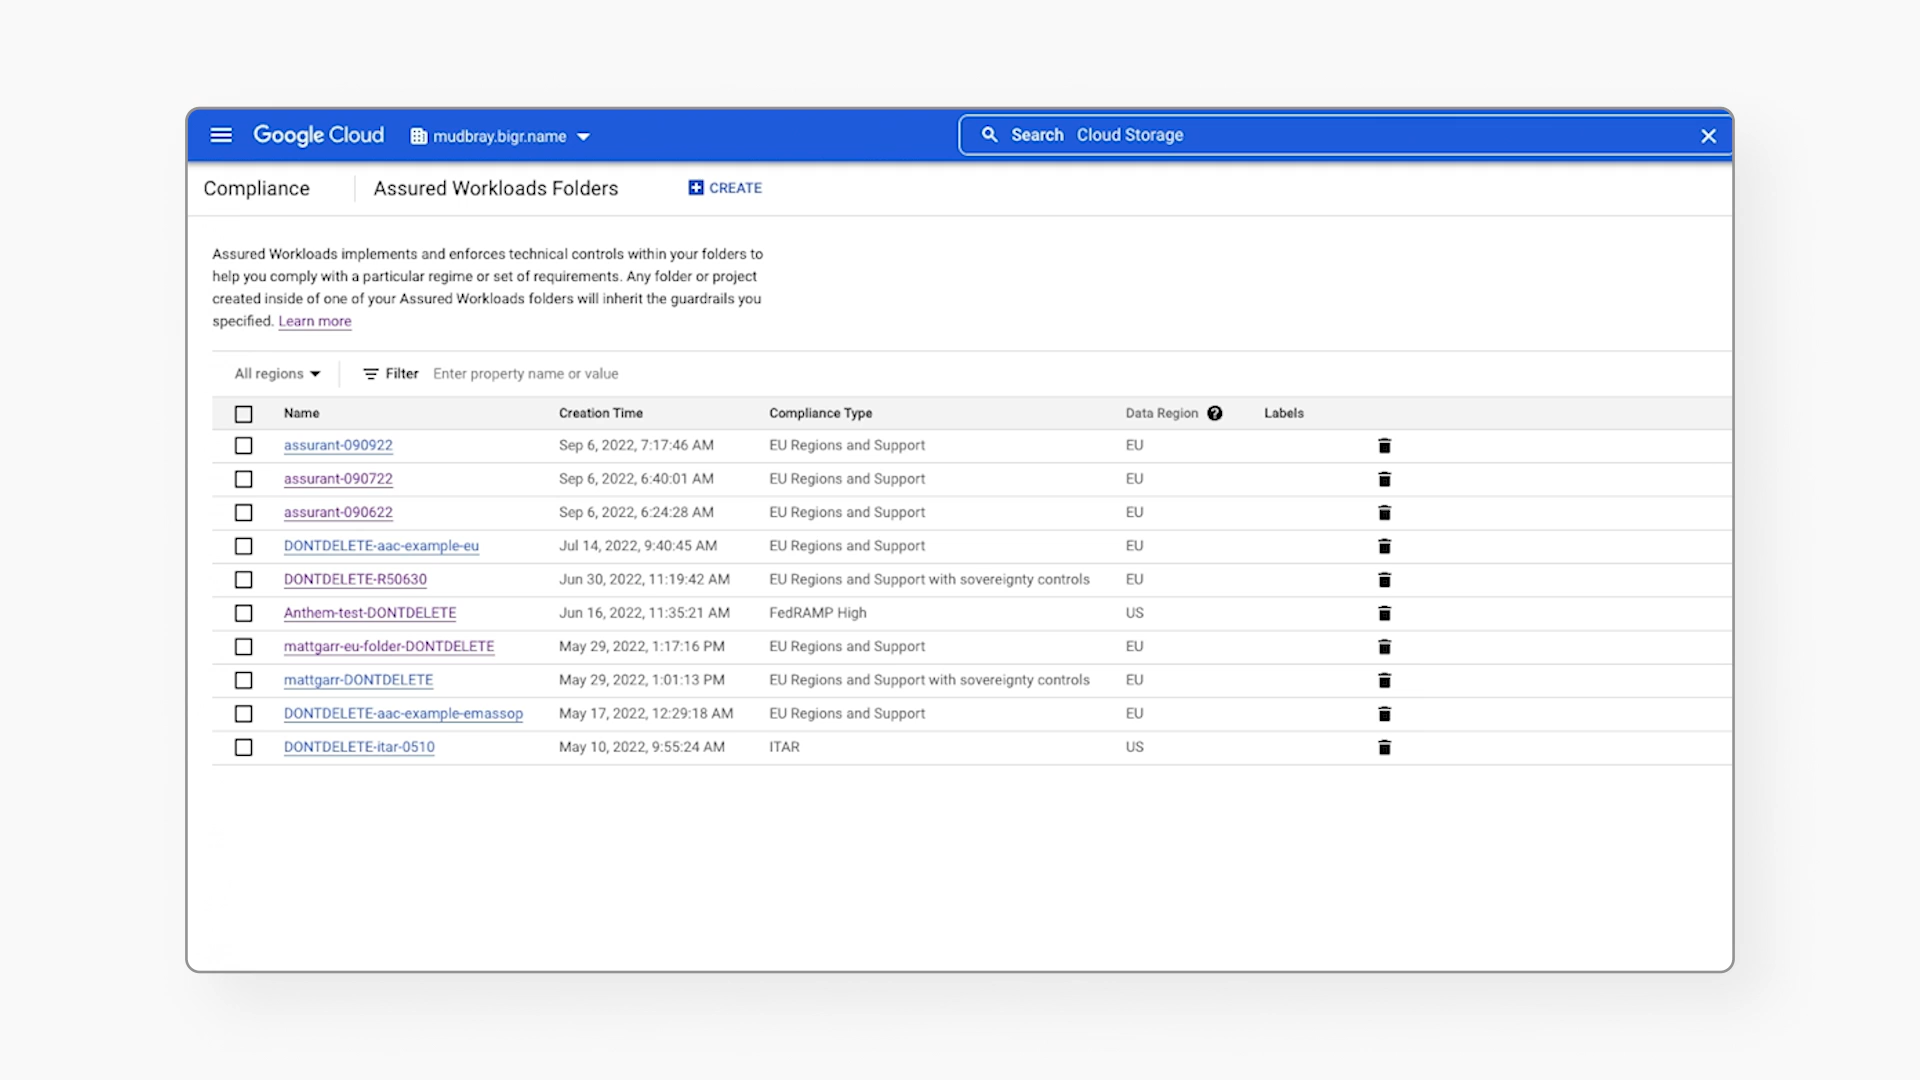 Google Cloud mudbray.bigr.name Search Cloud Storage
Compliance Assured Workloads Folders CREATE
Assured Workloads implements and enforces technical controls within your folders to
help you comply with a particular regime or set of requirements. Any folder or project
created inside of one of your Assured Workloads folders will inherit the guardrails you
specified. Learn more
All regions Filter Enter property name or value
Name Creation Time Compliance Type Data Region ? Labels
assurant-090922 Sep 6, 2022, 7:17:46 AM EU Regions and Support EU
assurant-090722 Sep 6, 2022, 6:40:01 AM EU Regions and Support EU
assurant-090622 Sep 6, 2022, 6:24:28 AM EU Regions and Support EU
DONTDELETE-aac-example-eu Jul 14, 2022, 9:40:45 AM EU Regions and Support EU
DONTDELETE-R50630 Jun 30, 2022, 11:19:42 AM EU Regions and Support with sovereignty controls EU
Anthem-test-DONTDELETE Jun 16, 2022, 11:35:21 AM FedRAMP High US
mattgarr-eu-folder-DONTDELETE May 29, 2022, 1:17:16 PM EU Regions and Support EU
mattgarr-DONTDELETE May 29, 2022, 1:01:13 PM EU Regions and Support with sovereignty controls EU
DONTDELETE-aac-example-emassop May 17, 2022, 12:29:18 AM EU Regions and Support EU
DONTDELETE-itar-0510 May 10, 2022, 9:55:24 AM ITAR US